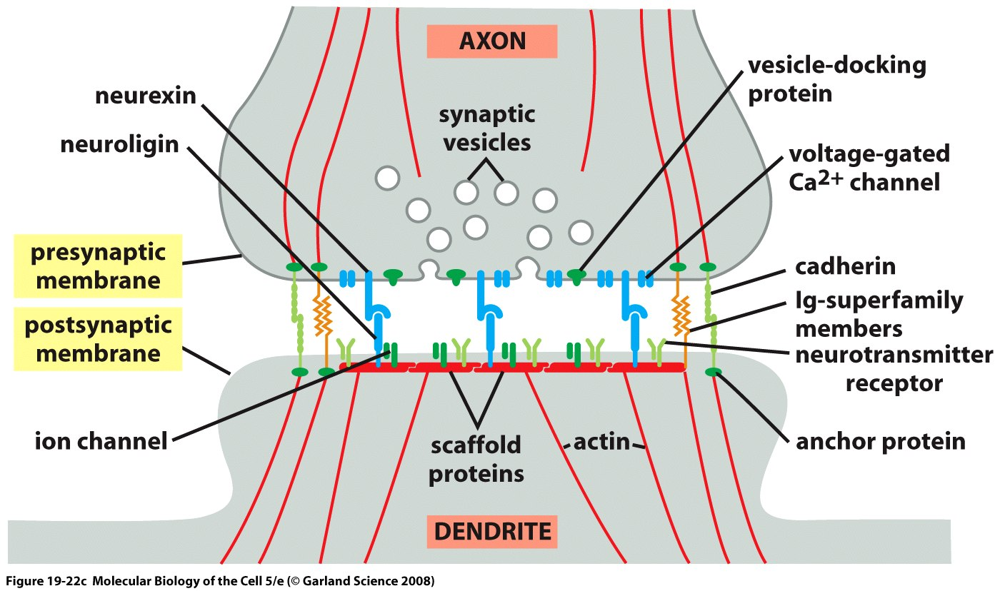 AXON
vesicle-docking
protein
neurexin
synaptic
vesicles
neuroligin
voltage-gated
Ca2+ channel
presynaptic
membrane
cadherin
Ig-superfamily
members
postsynaptic
membrane
neurotransmitter
receptor
ion channel
scaffold
proteins
actin
anchor protein
DENDRITE
Figure 19-22c Molecular Biology of the Cell 5/e (© Garland Science 2008)